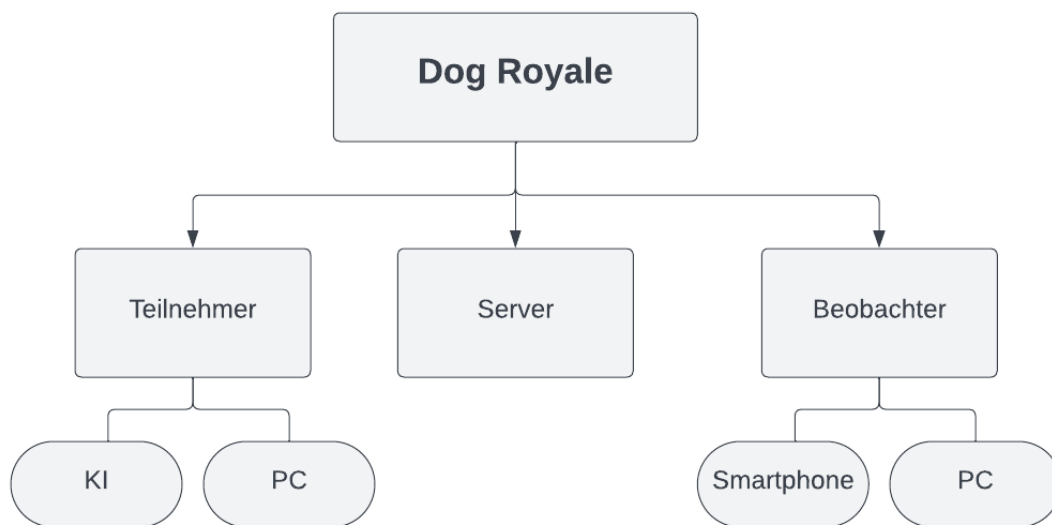 Dog Royale
Teilnehmer
Server
Beobachter
KI
PC
Smartphone
PC